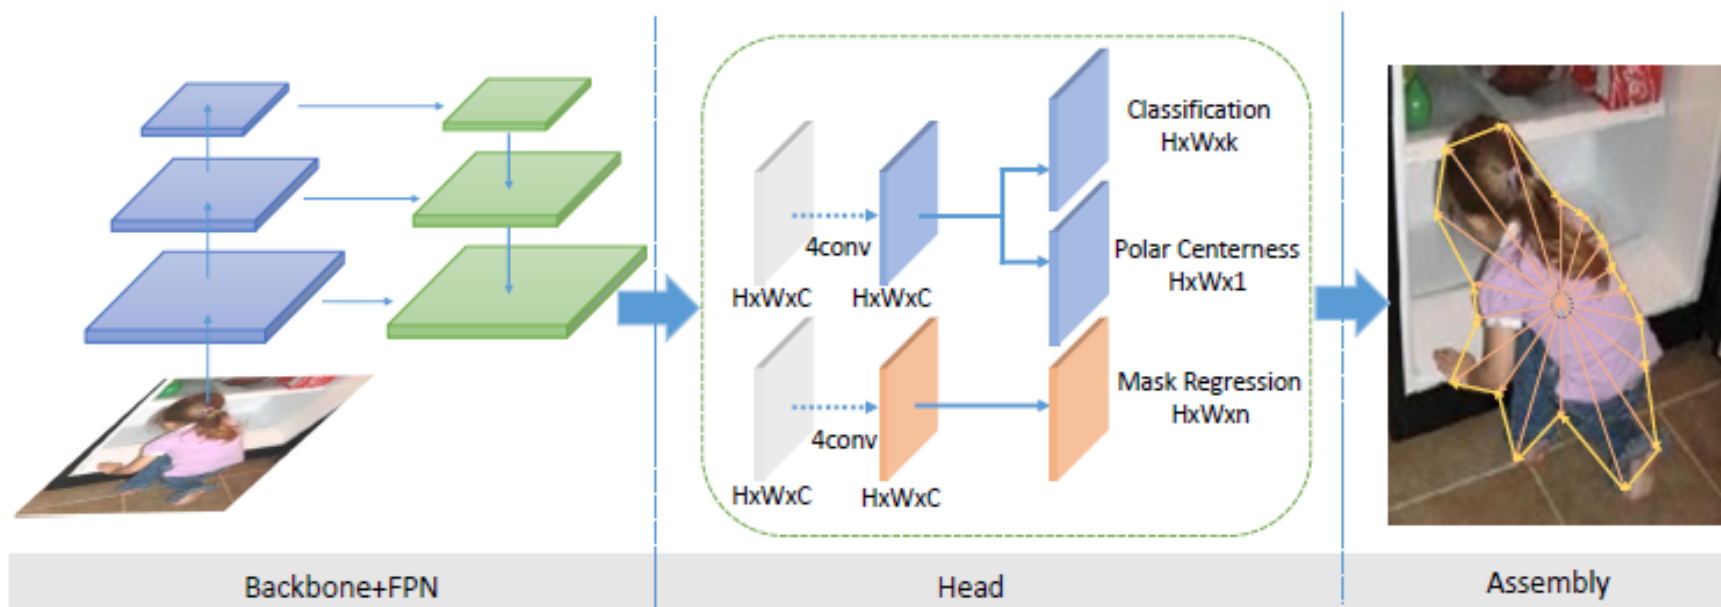 Classification
HxWxk
4conv
Polar Centerness
HxWx1
HxWxC
HxWxC
Mask Regression
HxWxn
4conv
HxWxC
HxWxC
Backbone+FPN
Head
Assembly